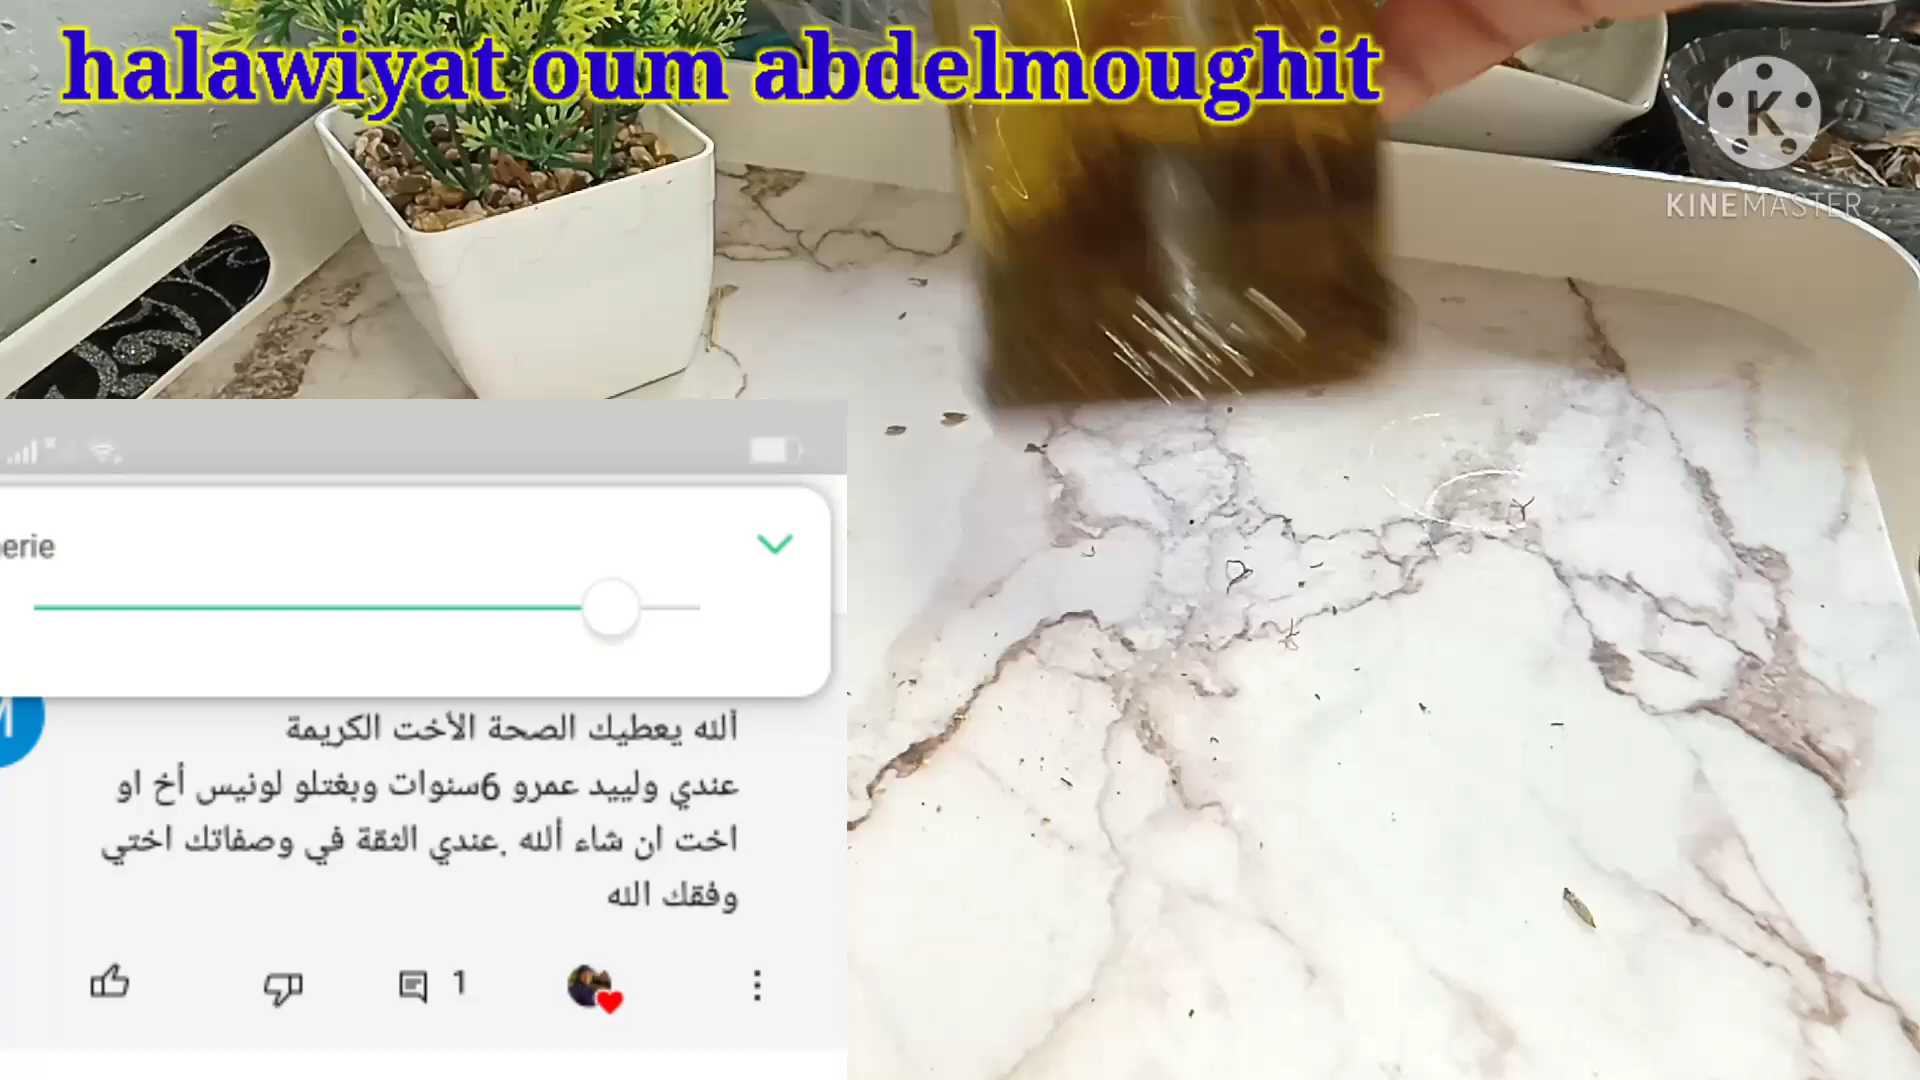 halawiyat oum abdelmoughit
K
KINEMASTER
erie
ألله يعطيك الصحة الأخت الكريمة
عندي ولييد عمرو 6سنوات وبغتلو لونيس أخ او
اخت ان شاء ألله .عندي الثقة في وصفاتك اختي
وفقك الله
1